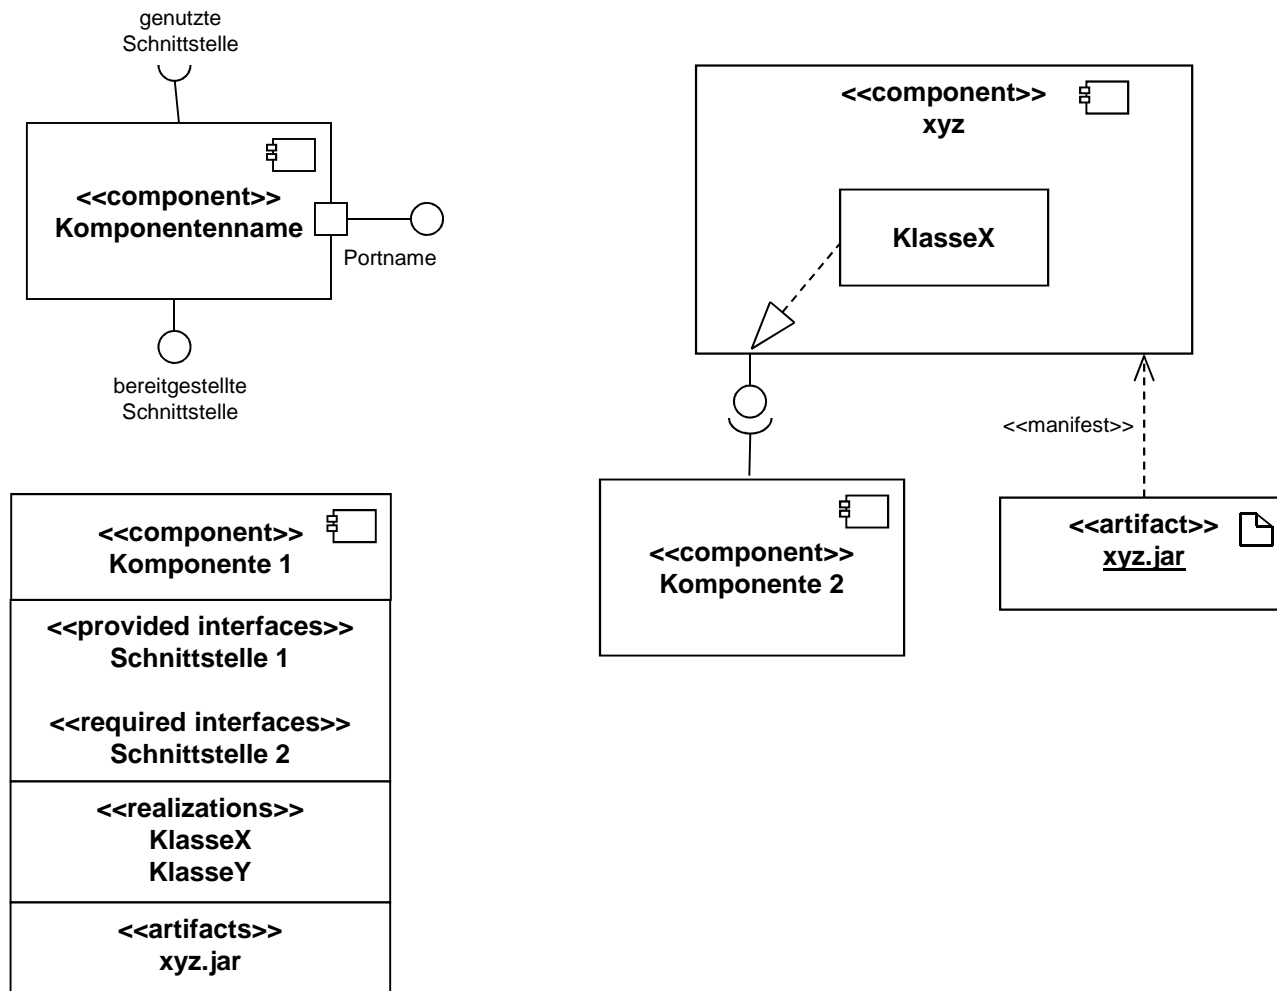 genutzte
Schnittstelle
<<component>>
Komponentenname
Portname
bereitgestellte
Schnittstelle
<<component>>
Komponente 1
<<provided interfaces>>
Schnittstelle 1
<<required interfaces>>
Schnittstelle 2
<<realizations>>
KlasseX
KlasseY
<<artifacts>>
xyz.jar
<<component>>
xyz
KlasseX
<<manifest>>
<<component>>
Komponente 2
<<artifact>>
xyz.jar